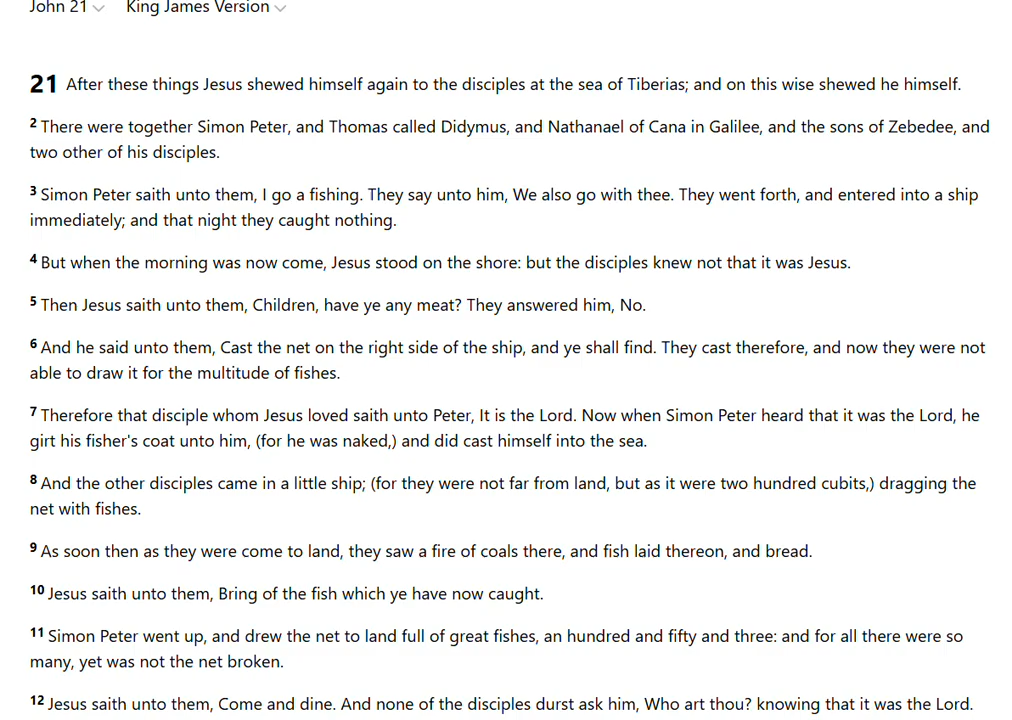 John 21 King James Version
21 After these things Jesus shewed himself again to the disciples at the sea of Tiberias; and on this wise shewed he himself.
2 There were together Simon Peter, and Thomas called Didymus, and Nathanael of Cana in Galilee, and the sons of Zebedee, and
two other of his disciples.
3 Simon Peter saith unto them, I go a fishing. They say unto him, We also go with thee. They went forth, and entered into a ship
immediately; and that night they caught nothing.
4 But when the morning was now come, Jesus stood on the shore: but the disciples knew not that it was Jesus.
5 Then Jesus saith unto them, Children, have ye any meat? They answered him, No.
6 And he said unto them, Cast the net on the right side of the ship, and ye shall find. They cast therefore, and now they were not
able to draw it for the multitude of fishes.
7 Therefore that disciple whom Jesus loved saith unto Peter, It is the Lord. Now when Simon Peter heard that it was the Lord, he
girt his fisher's coat unto him, (for he was naked,) and did cast himself into the sea.
8 And the other disciples came in a little ship; (for they were not far from land, but as it were two hundred cubits,) dragging the
net with fishes.
9 As soon then as they were come to land, they saw a fire of coals there, and fish laid thereon, and bread.
10 Jesus saith unto them, Bring of the fish which ye have now caught.
11 Simon Peter went up, and drew the net to land full of great fishes, an hundred and fifty and three: and for all there were so
many, yet was not the net broken.
12 Jesus saith unto them, Come and dine. And none of the disciples durst ask him, Who art thou? knowing that it was the Lord.